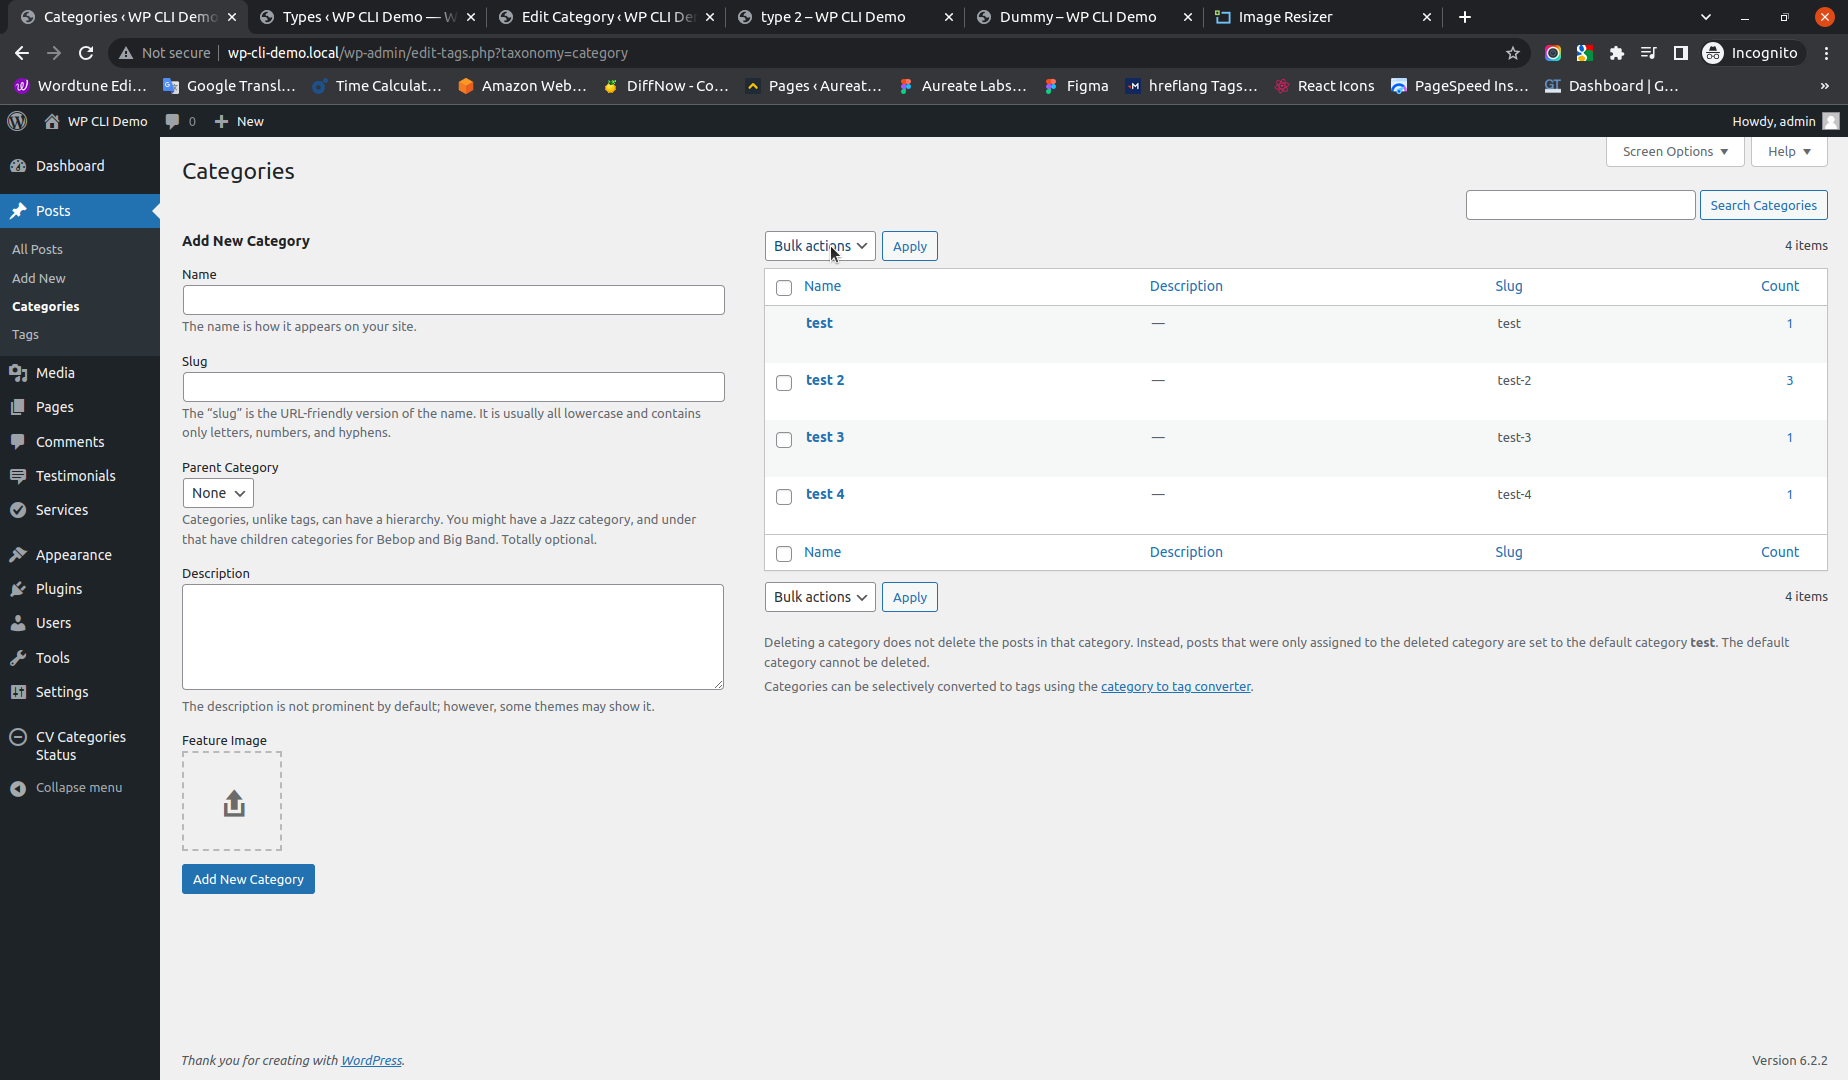 Categories ‹ WP CLI Demo
Types ‹ WP CLI Demo — W
Edit Category ‹ WP CLI De
type 2 – WP CLI Demo
Dummy – WP CLI Demo
Image Resizer
Not secure
wp-cli-demo.local/wp-admin/edit-tags.php?taxonomy=category
Incognito
Wordtune Edi...
Google Transl...
Time Calculat...
Amazon Web...
DiffNow - Co...
Pages ‹ Aureat...
Aureate Labs...
Figma
hreflang Tags...
React Icons
PageSpeed Ins...
Dashboard | G...
»
WP CLI Demo
0
New
Howdy, admin
Dashboard
Posts
All Posts
Add New
Categories
Tags
Media
Pages
Comments
Testimonials
Services
Appearance
Plugins
Users
Tools
Settings
CV Categories
Status
Collapse menu
Screen Options
Help
Categories
Search Categories
Add New Category
Name
The name is how it appears on your site.
Slug
The “slug” is the URL-friendly version of the name. It is usually all lowercase and contains
only letters, numbers, and hyphens.
Parent Category
None
Categories, unlike tags, can have a hierarchy. You might have a Jazz category, and under
that have children categories for Bebop and Big Band. Totally optional.
Description
The description is not prominent by default; however, some themes may show it.
Feature Image
Add New Category
Bulk actions
Apply
4 items
Name Description Slug Count
test — test 1
test 2 — test-2 3
test 3 — test-3 1
test 4 — test-4 1
Name Description Slug Count
Bulk actions
Apply
4 items
Deleting a category does not delete the posts in that category. Instead, posts that were only assigned to the deleted category are set to the default category test. The default
category cannot be deleted.
Categories can be selectively converted to tags using the category to tag converter.
Thank you for creating with WordPress.
Version 6.2.2